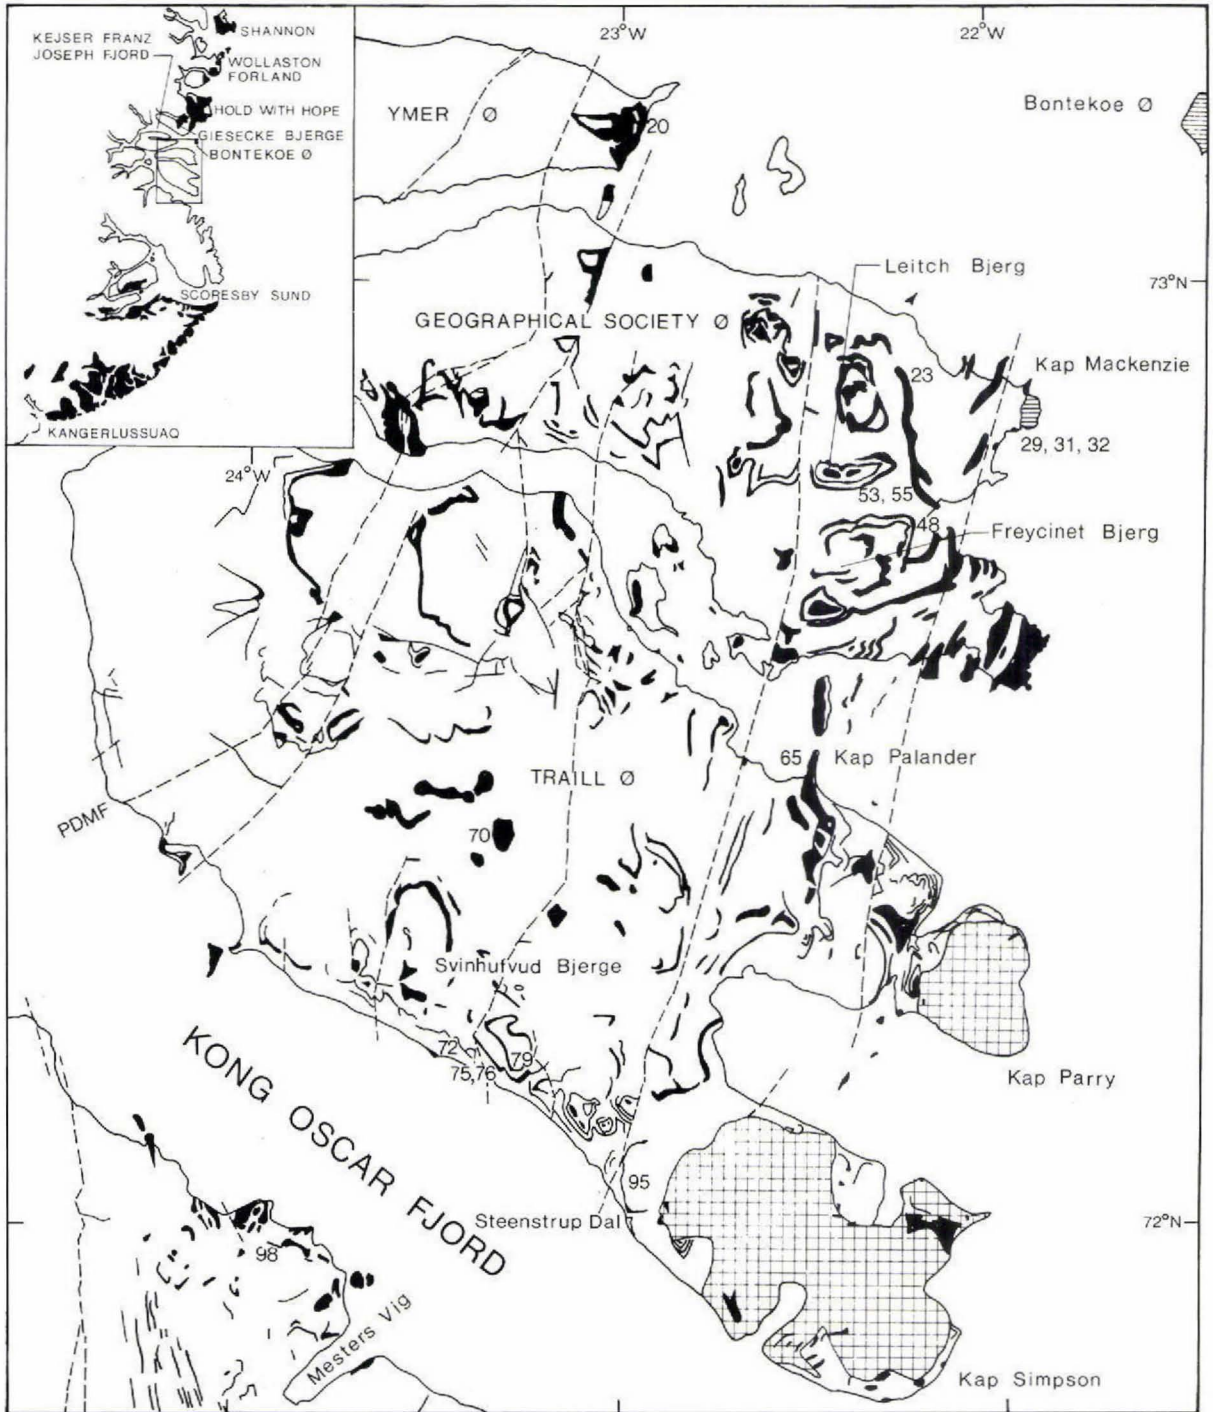 KEJSER FRANZ
JOSEPH FJORD
SHANNON
WOLLASTON
FORLAND
HOLD WITH HOPE
GIESECKE BJERGE
BONTEKOE Ø
SCORESBY SUND
KANGERLUSSUAQ
23°W
22°W
YMER Ø
20
Bontekoe Ø
Leitch Bjerg
73°N
GEOGRAPHICAL SOCIETY Ø
23
Kap Mackenzie
29, 31, 32
24°W
53, 55
48
Freycinet Bjerg
65
Kap Palander
TRAILL Ø
PDMF
70
Svinhufvud Bjerge
72
75,76
79
KONG OSCAR FJORD
Kap Parry
95
Steenstrup Dal
72°N
98
Mesters Vig
Kap Simpson